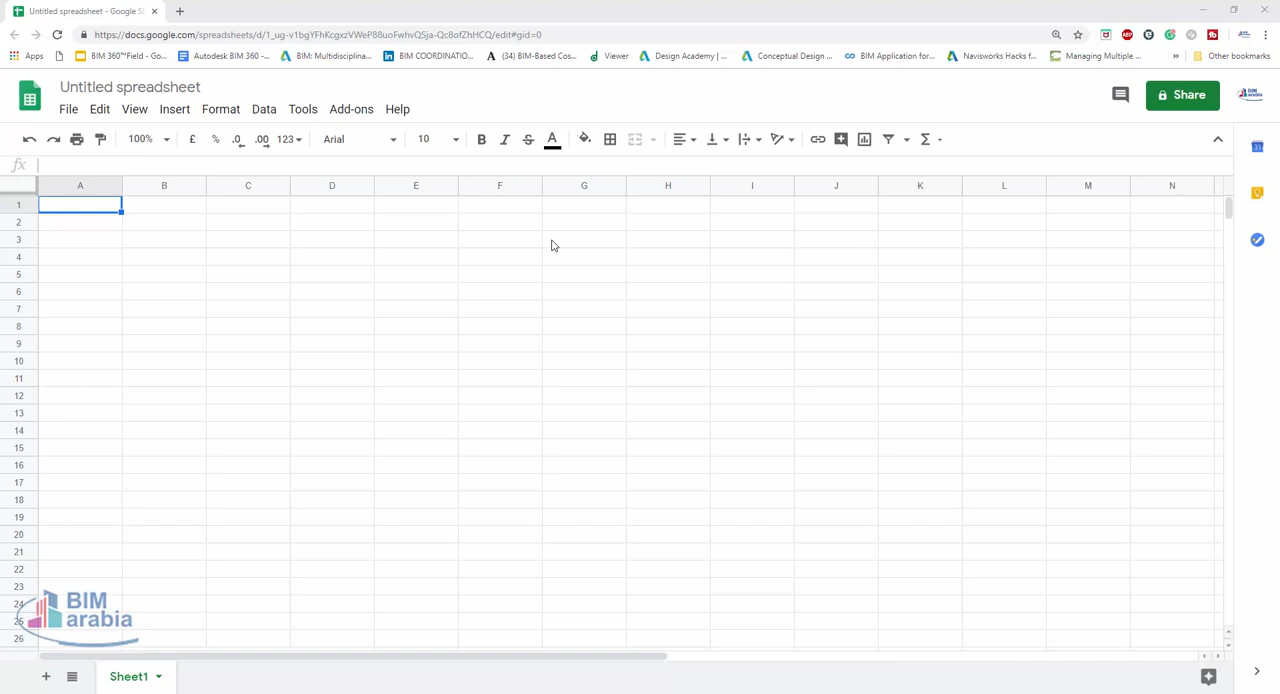 Untitled spreadsheet - Google Sh
https://docs.google.com/spreadsheets/d/1_ug-v1bgYFhKcgxzVWeP88uoFwhvQSja-Qc8ofZhHCQ/edit#gid=0
Apps BIM 360™Field - Go... Autodesk BIM 360 -... BIM: Multidisciplina... BIM COORDINATIO... (34) BIM-Based Cos... Viewer Design Academy | ... Conceptual Design ... BIM Application for... Navisworks Hacks f... Managing Multiple ... » Other bookmarks
Untitled spreadsheet
File Edit View Insert Format Data Tools Add-ons Help
Share
100% £ % .0 .00 123 Arial 10 B I S A Σ
fx
A B C D E F G H I J K L M N
1
2
3
4
5
6
7
8
9
10
11
12
13
14
15
16
17
18
19
20
21
22
23
24
25
26
BIM
arabia
Sheet1